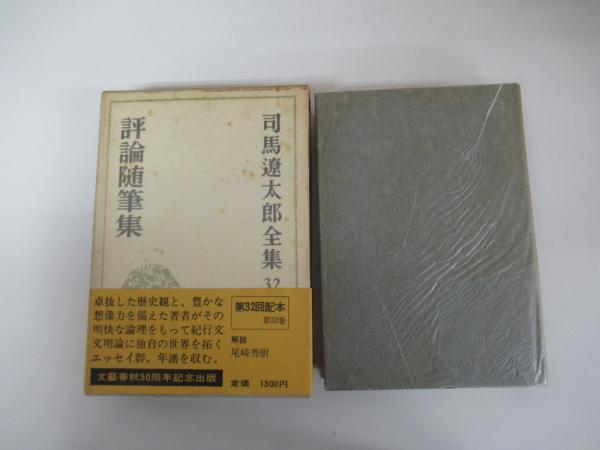 司馬遼太郎全集 32
評論随筆集
卓抜した歴史観と、豊かな
想像力を備えた著者がその
明快な論理をもって紀行文
文明論に独自の世界を拓く
エッセイ群。年譜を収む。
文藝春秋50周年記念出版
第32回配本
第32巻
解説
尾崎秀樹
定価 1300円